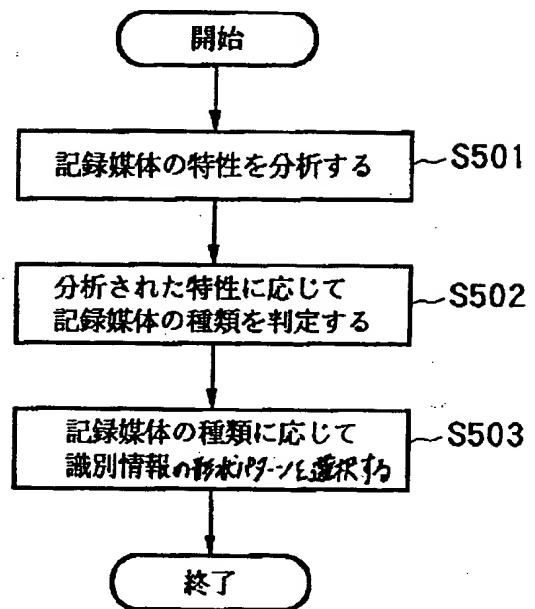 開始
記録媒体の特性を分析する
S501
分析された特性に応じて
記録媒体の種類を判定する
S502
記録媒体の種類に応じて
識別情報の形状パターンを選択する
S503
終了